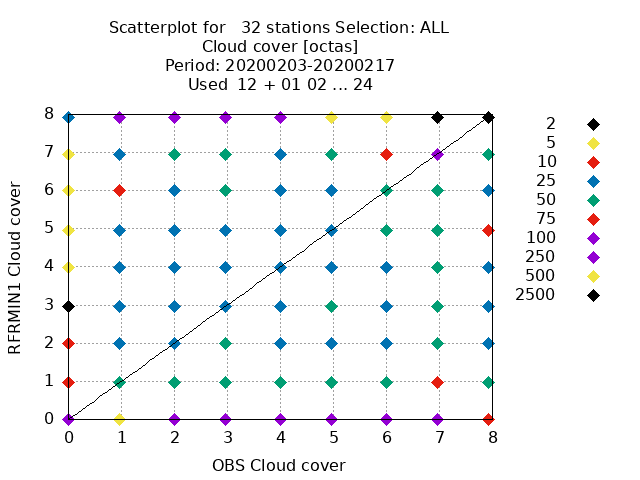 Scatterplot for   32 stations Selection: ALL
Cloud cover [octas]
Period: 20200203-20200217
Used  12 + 01 02 ... 24
8
7
6
5
4
3
2
1
0
RFRMIN1 Cloud cover
0 1 2 3 4 5 6 7 8
OBS Cloud cover
2
5
10
25
50
75
100
250
500
2500